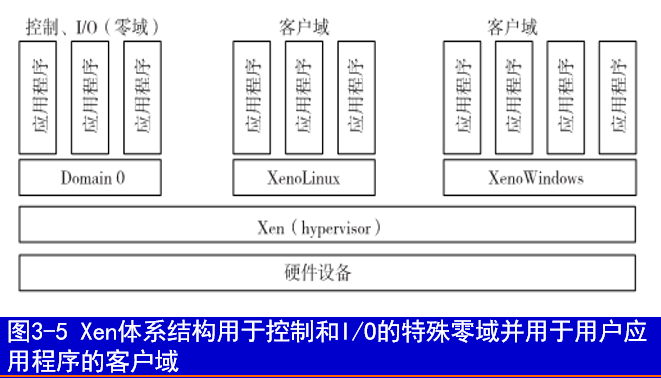 控制、I/O（零域）
客户域
客户域
应用程序
应用程序
应用程序
应用程序
应用程序
应用程序
应用程序
应用程序
应用程序
应用程序
Domain 0
XenoLinux
XenoWindows
Xen（hypervisor）
硬件设备
图3-5 Xen体系结构用于控制和I/O的特殊零域并用于用户应
用程序的客户域